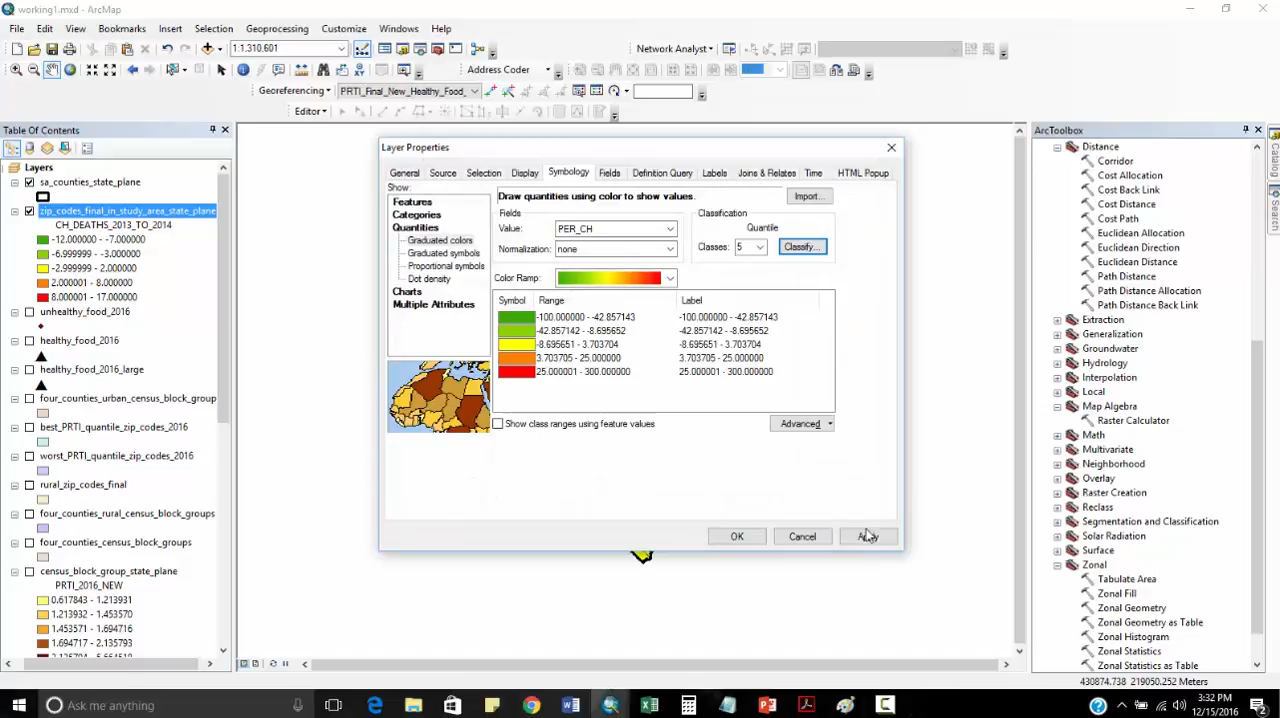 working1.mxd - ArcMap
File Edit View Bookmarks Insert Selection Geoprocessing Customize Windows Help
1:1.310.601
Network Analyst
Address Coder
Georeferencing PRTI_Final_New_Healthy_Food_
Editor
Table Of Contents
Layers
sa_counties_state_plane
zip_codes_final_in_study_area_state_plane
CH_DEATHS_2013_TO_2014
-12.000000 - -7.000000
-6.999999 - -3.000000
-2.999999 - 2.000000
2.000001 - 8.000000
8.000001 - 17.000000
unhealthy_food_2016
healthy_food_2016
healthy_food_2016_large
four_counties_urban_census_block_group
best_PRTI_quantile_zip_codes_2016
worst_PRTI_quantile_zip_codes_2016
rural_zip_codes_final
four_counties_rural_census_block_groups
four_counties_census_block_groups
census_block_group_state_plane
PRTI_2016_NEW
0.617843 - 1.213931
1.213932 - 1.453570
1.453571 - 1.694716
1.694717 - 2.135793
Layer Properties
General Source Selection Display Symbology Fields Definition Query Labels Joins & Relates Time HTML Popup
Show:
Features
Categories
Quantities
Graduated colors
Graduated symbols
Proportional symbols
Dot density
Charts
Multiple Attributes
Draw quantities using color to show values.
Import...
Fields
Value: PER_CH
Normalization: none
Classification
Quantile
Classes: 5
Classify...
Color Ramp:
Symbol Range Label
-100.000000 - -42.857143 -100.000000 - -42.857143
-42.857142 - -8.695652 -42.857142 - -8.695652
-8.695651 - 3.703704 -8.695651 - 3.703704
3.703705 - 25.000000 3.703705 - 25.000000
25.000001 - 300.000000 25.000001 - 300.000000
Show class ranges using feature values
Advanced
OK Cancel Apply
ArcToolbox
Distance
Corridor
Cost Allocation
Cost Back Link
Cost Distance
Cost Path
Euclidean Allocation
Euclidean Direction
Euclidean Distance
Path Distance
Path Distance Allocation
Path Distance Back Link
Extraction
Generalization
Groundwater
Hydrology
Interpolation
Local
Map Algebra
Raster Calculator
Math
Multivariate
Neighborhood
Overlay
Raster Creation
Reclass
Segmentation and Classification
Solar Radiation
Surface
Zonal
Tabulate Area
Zonal Fill
Zonal Geometry
Zonal Geometry as Table
Zonal Histogram
Zonal Statistics
Zonal Statistics as Table
Catalog
Search
430874.738 219050.252 Meters
Ask me anything
3:32 PM
12/15/2016